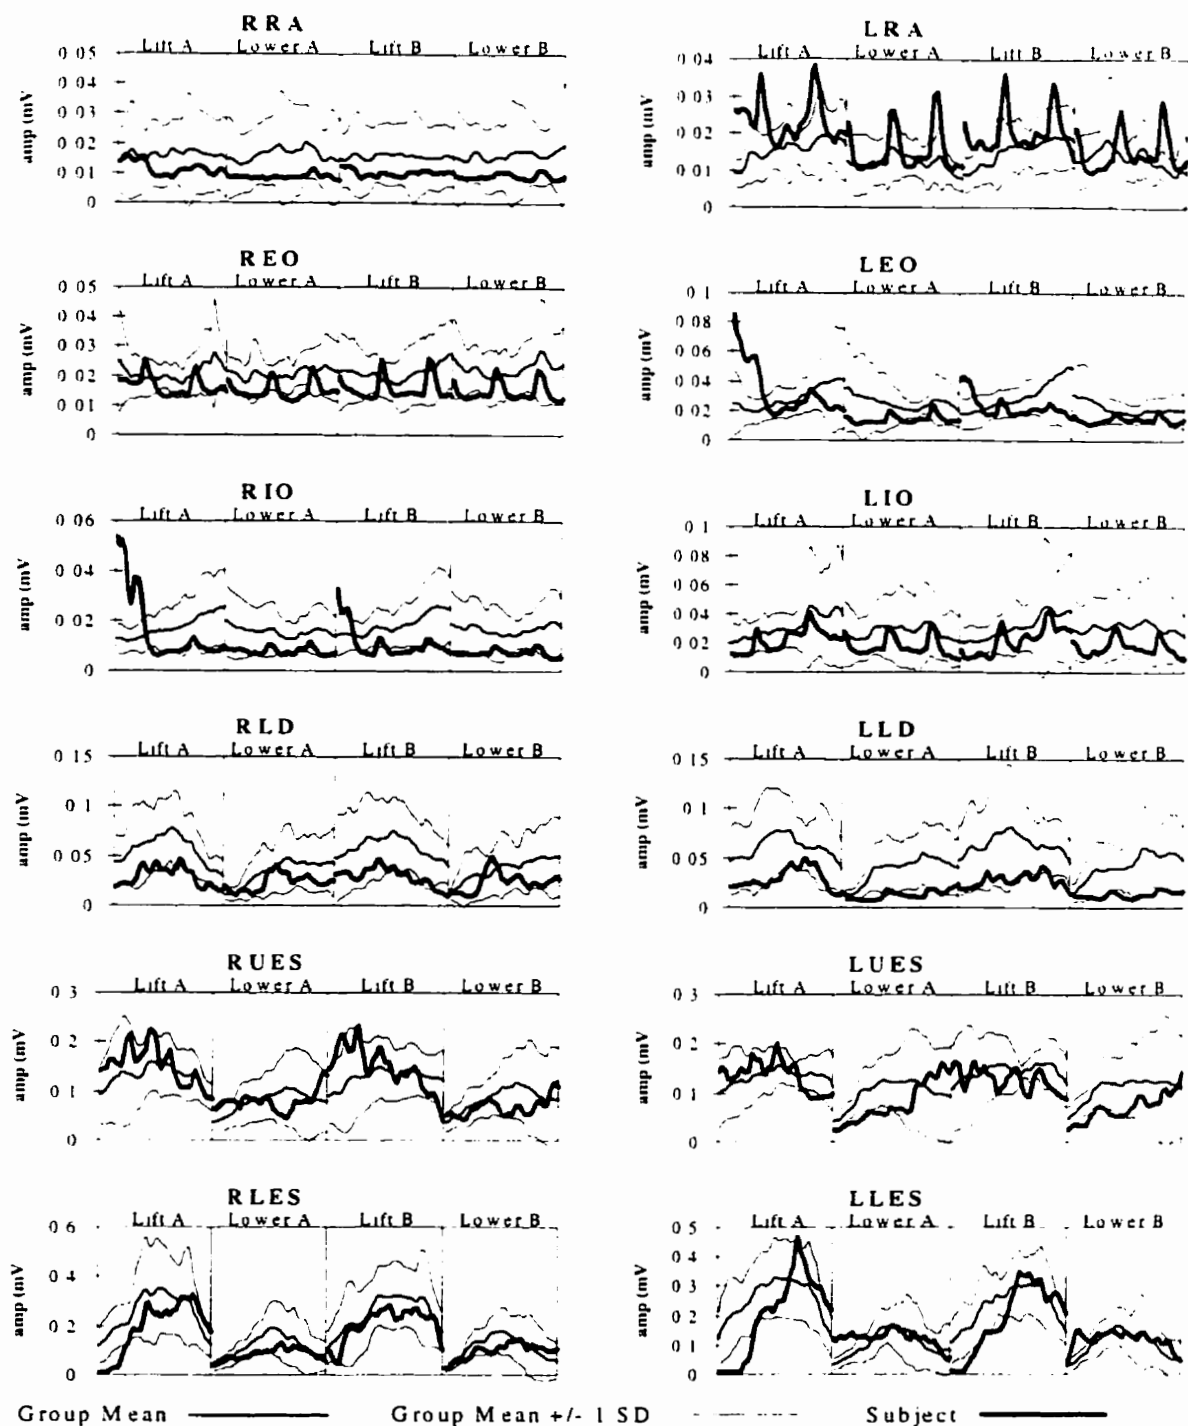 RRA
Lift A Lower A Lift B Lower B
0 05
0 04
0 03
0 02
0 01
0
amp (mV)
LRA
Lift A Lower A Lift B Lower B
0 04
0 03
0 02
0 01
0
amp (mV)
REO
Lift A Lower A Lift B Lower B
0 05
0 04
0 03
0 02
0 01
0
amp (mV)
LEO
Lift A Lower A Lift B Lower B
0 1
0 08
0 06
0 04
0 02
0
amp (mV)
RIO
Lift A Lower A Lift B Lower B
0 06
0 04
0 02
0
amp (mV)
LIO
Lift A Lower A Lift B Lower B
0 1
0 08
0 06
0 04
0 02
0
amp (mV)
RLD
Lift A Lower A Lift B Lower B
0 15
0 1
0 05
0
amp (mV)
LLD
Lift A Lower A Lift B Lower B
0 15
0 1
0 05
0
amp (mV)
RUES
Lift A Lower A Lift B Lower B
0 3
0 2
0 1
0
amp (mV)
LUES
Lift A Lower A Lift B Lower B
0 3
0 2
0 1
0
amp (mV)
RLES
Lift A Lower A Lift B Lower B
0 6
0 4
0 2
0
amp (mV)
LLES
Lift A Lower A Lift B Lower B
0 5
0 4
0 3
0 2
0 1
0
amp (mV)
Group Mean Group Mean +/- 1 SD Subject